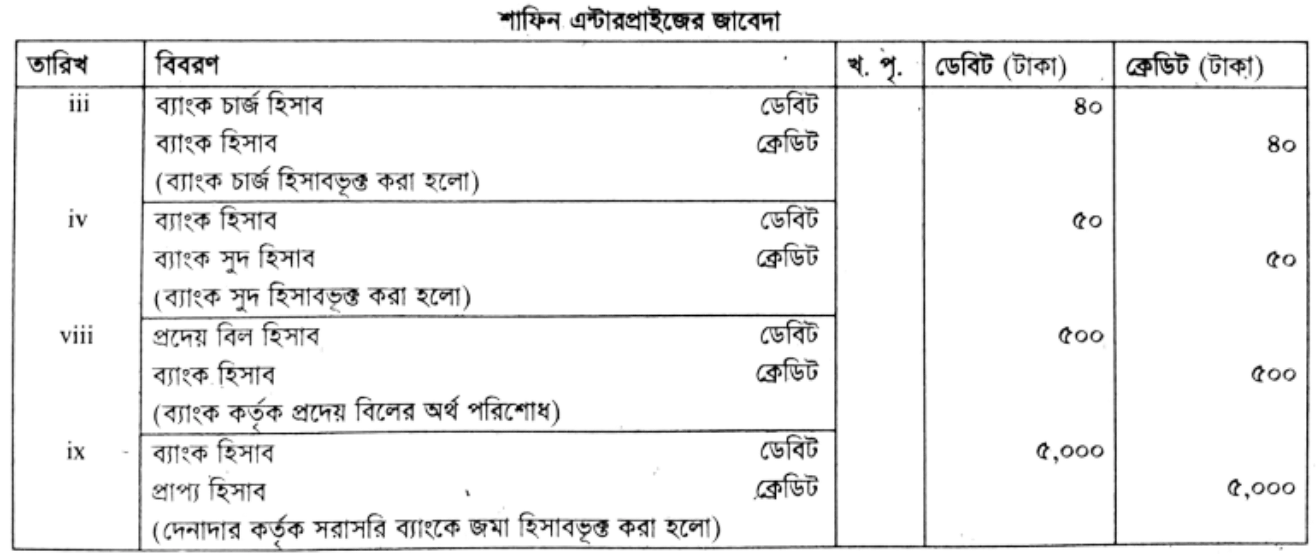 শাফিন এন্টারপ্রাইজের জাবেদা
তারিখ বিবরণ খ. পৃ. ডেবিট (টাকা) ক্রেডিট (টাকা)
iii ব্যাংক চার্জ হিসাব ডেবিট ৪০
ব্যাংক হিসাব ক্রেডিট ৪০
(ব্যাংক চার্জ হিসাবভূক্ত করা হলো)
iv ব্যাংক হিসাব ডেবিট ৫০
ব্যাংক সুদ হিসাব ক্রেডিট ৫০
(ব্যাংক সুদ হিসাবভূক্ত করা হলো)
viii প্রদেয় বিল হিসাব ডেবিট ৫০০
ব্যাংক হিসাব ক্রেডিট ৫০০
(ব্যাংক কর্তৃক প্রদেয় বিলের অর্থ পরিশোধ)
ix ব্যাংক হিসাব ডেবিট ৫,০০০
প্রাপ্য হিসাব ক্রেডিট ৫,০০০
(দেনাদার কর্তৃক সরাসরি ব্যাংকে জমা হিসাবভূক্ত করা হলো)